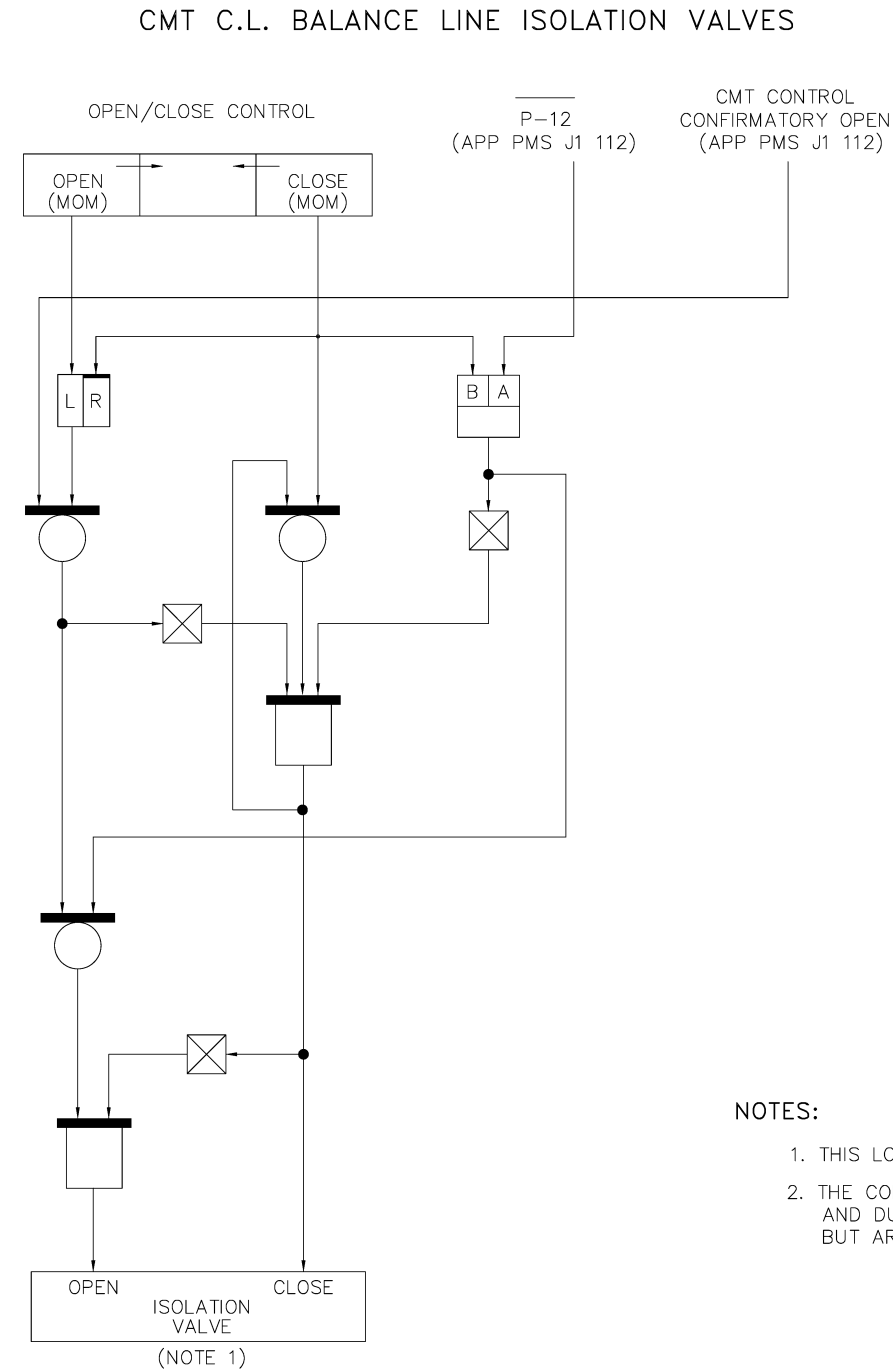 CMT C.L. BALANCE LINE ISOLATION VALVES
OPEN/CLOSE CONTROL
P-12
(APP PMS J1 112)
CMT CONTROL
CONFIRMATORY OPEN
(APP PMS J1 112)
OPEN
(MOM)
CLOSE
(MOM)
L R
B A
NOTES:
1. THIS LO
2. THE CO
AND DU
BUT AR
OPEN
CLOSE
ISOLATION
VALVE
(NOTE 1)